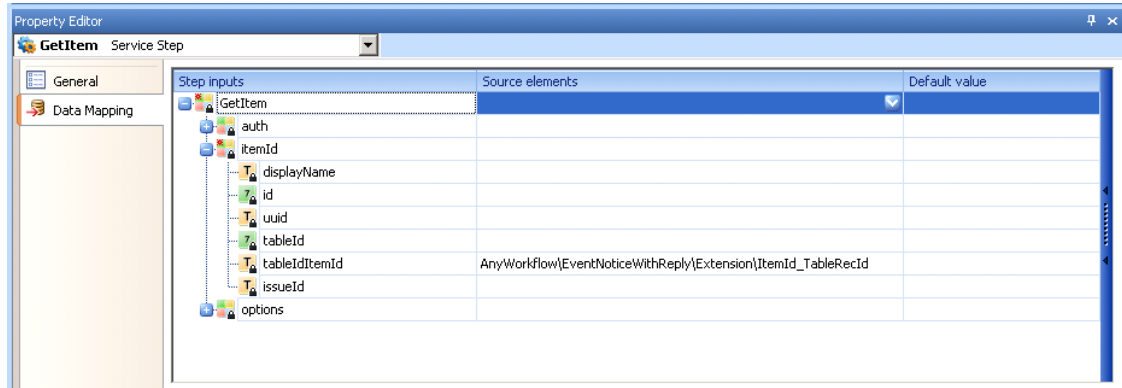 Property Editor
GetItem Service Step
General
Data Mapping
Step inputs Source elements Default value
GetItem
auth
itemId
displayName
id
uuid
tableId
tableIdItemId AnyWorkflow\EventNoticeWithReply\Extension\ItemId_TableRecId
issueId
options